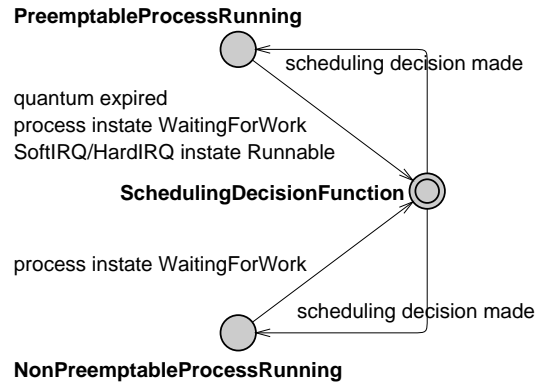 PreemptableProcessRunning
scheduling decision made
quantum expired
process instate WaitingForWork
SoftIRQ/HardIRQ instate Runnable
SchedulingDecisionFunction
process instate WaitingForWork
scheduling decision made
NonPreemptableProcessRunning